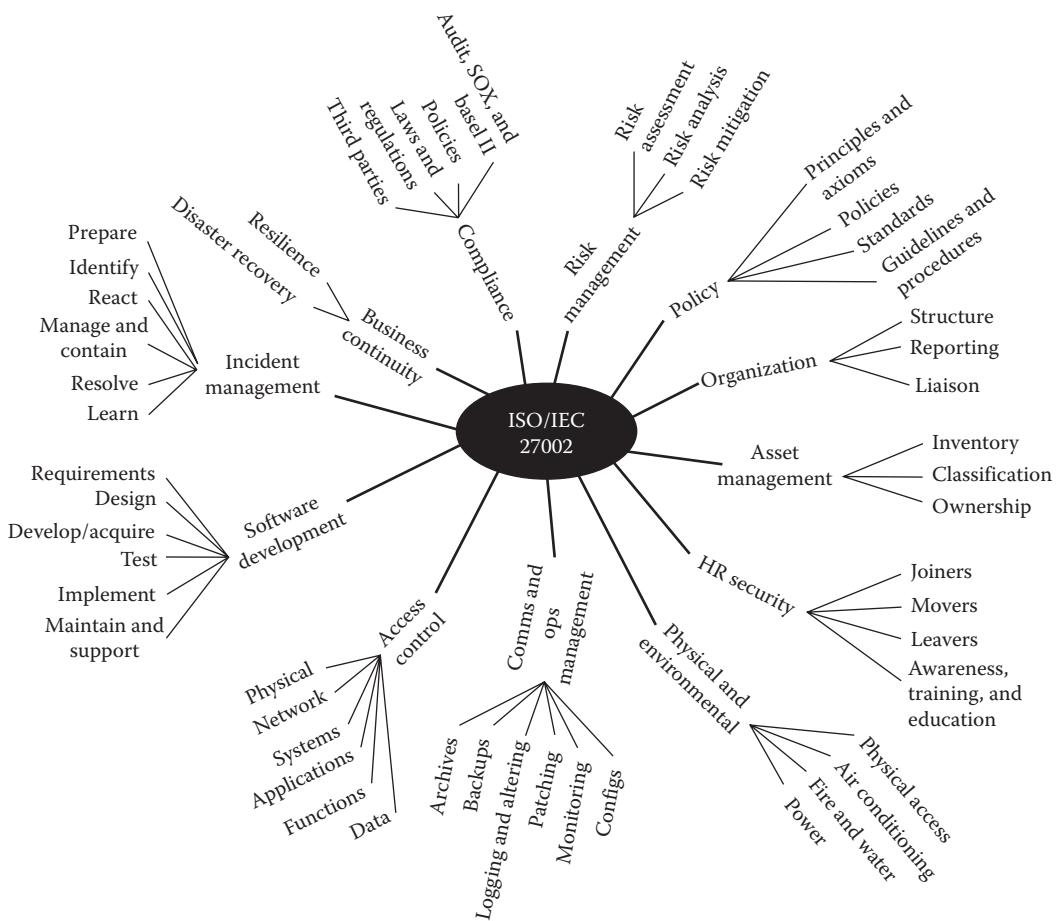 ISO/IEC
27002
Risk
management
Risk
assessment
Risk analysis
Risk mitigation
Policy
Principles and
axioms
Policies
Standards
Guidelines and
procedures
Organization
Structure
Reporting
Liaison
Asset
management
Inventory
Classification
Ownership
HR security
Joiners
Movers
Leavers
Awareness,
training, and
education
Physical and
environmental
Physical access
Air conditioning
Fire and water
Power
Comms and
ops
management
Archives
Backups
Logging and altering
Patching
Monitoring
Configs
Access
control
Physical
Network
Systems
Applications
Functions
Data
Software
development
Requirements
Design
Develop/acquire
Test
Implement
Maintain and
support
Incident
management
Prepare
Identify
React
Manage and
contain
Resolve
Learn
Business
continuity
Resilience
Disaster recovery
Compliance
Third parties
Laws and
regulations
Policies
Audit, SOX, and
basel II